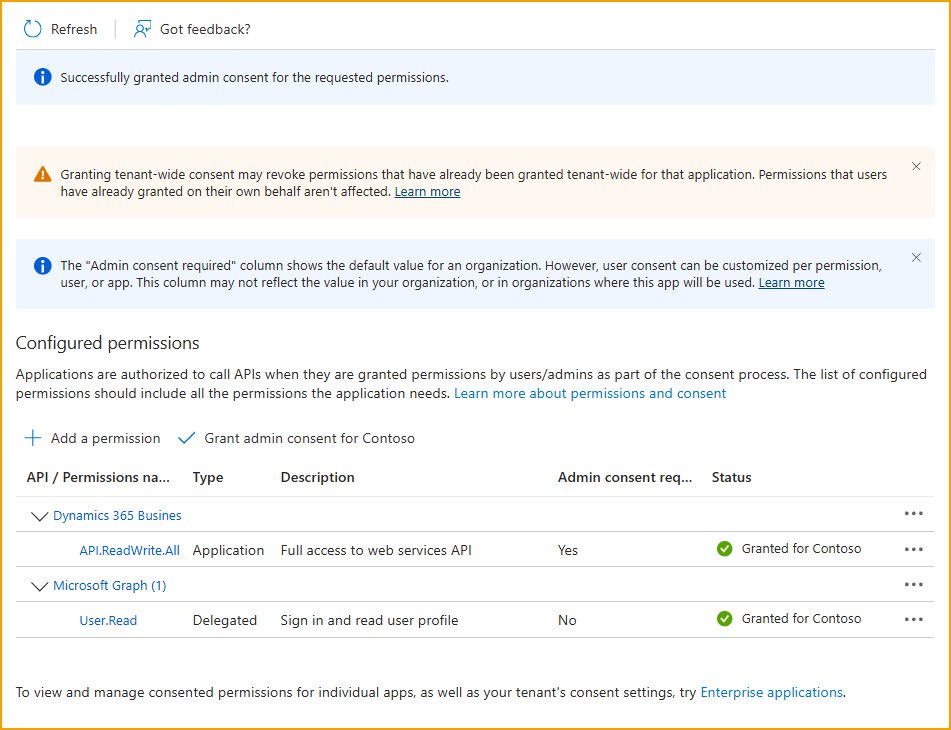 Refresh Got feedback?
Successfully granted admin consent for the requested permissions.
Granting tenant-wide consent may revoke permissions that have already been granted tenant-wide for that application. Permissions that users
have already granted on their own behalf aren't affected. Learn more
The "Admin consent required" column shows the default value for an organization. However, user consent can be customized per permission,
user, or app. This column may not reflect the value in your organization, or in organizations where this app will be used. Learn more
Configured permissions
Applications are authorized to call APIs when they are granted permissions by users/admins as part of the consent process. The list of configured
permissions should include all the permissions the application needs. Learn more about permissions and consent
Add a permission Grant admin consent for Contoso
API / Permissions na... Type Description Admin consent req... Status
Dynamics 365 Busines
API.ReadWrite.All Application Full access to web services API Yes Granted for Contoso
Microsoft Graph (1)
User.Read Delegated Sign in and read user profile No Granted for Contoso
To view and manage consented permissions for individual apps, as well as your tenant's consent settings, try Enterprise applications.